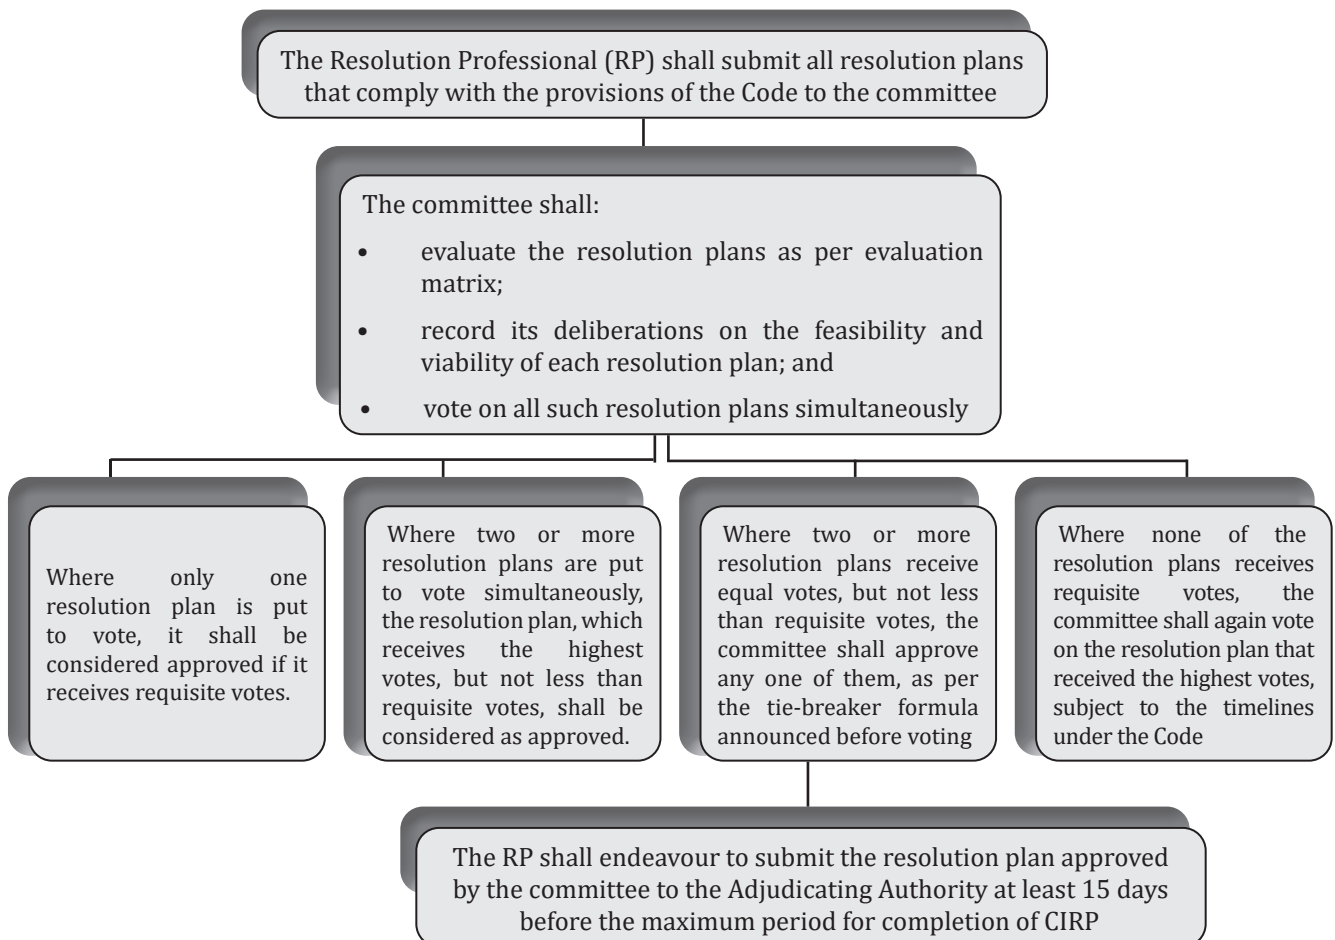 The Resolution Professional (RP) shall submit all resolution plans
that comply with the provisions of the Code to the committee
The committee shall:
• evaluate the resolution plans as per evaluation
matrix;
• record its deliberations on the feasibility and
viability of each resolution plan; and
• vote on all such resolution plans simultaneously
Where only one
resolution plan is put
to vote, it shall be
considered approved if it
receives requisite votes.
Where two or more
resolution plans are put
to vote simultaneously,
the resolution plan, which
receives the highest
votes, but not less than
requisite votes, shall be
considered as approved.
Where two or more
resolution plans receive
equal votes, but not less
than requisite votes, the
committee shall approve
any one of them, as per
the tie-breaker formula
announced before voting
Where none of the
resolution plans receives
requisite votes, the
committee shall again vote
on the resolution plan that
received the highest votes,
subject to the timelines
under the Code
The RP shall endeavour to submit the resolution plan approved
by the committee to the Adjudicating Authority at least 15 days
before the maximum period for completion of CIRP